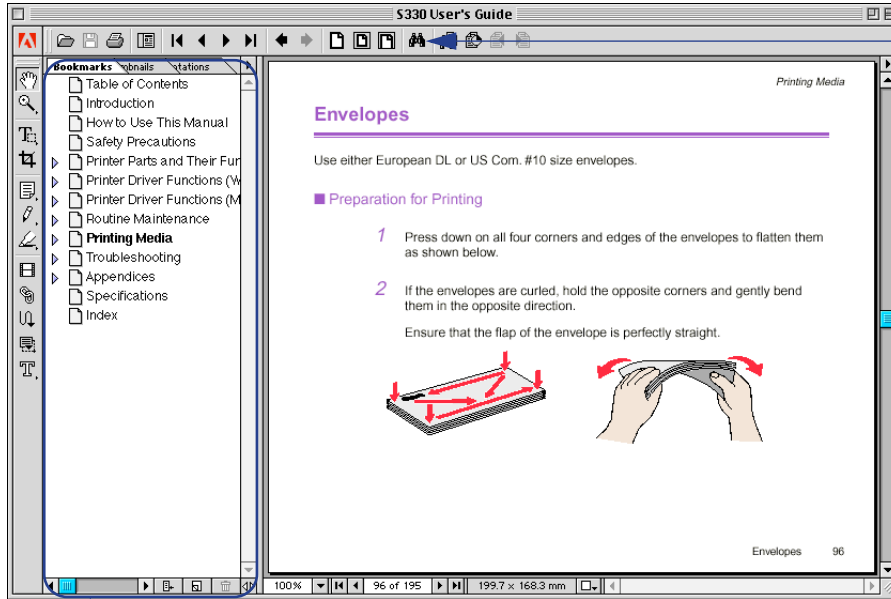 S330 User's Guide
Bookmarks
Table of Contents
Introduction
How to Use This Manual
Safety Precautions
Printer Parts and Their Fur
Printer Driver Functions (W
Printer Driver Functions (M
Routine Maintenance
Printing Media
Troubleshooting
Appendices
Specifications
Index
Printing Media
Envelopes
Use either European DL or US Com. #10 size envelopes.
Preparation for Printing
1 Press down on all four corners and edges of the envelopes to flatten them
as shown below.
2 If the envelopes are curled, hold the opposite corners and gently bend
them in the opposite direction.
Ensure that the flap of the envelope is perfectly straight.
Envelopes 96
100% 96 of 195 199.7 × 168.3 mm